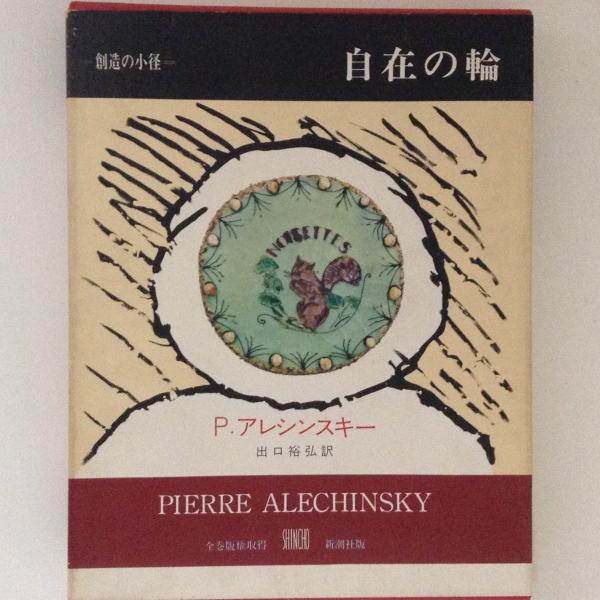 創造の小径
自在の輪
NOISETTES
P.アレシンスキー
出口裕弘訳
PIERRE ALECHINSKY
全巻版権取得 SHINCHO 新潮社版